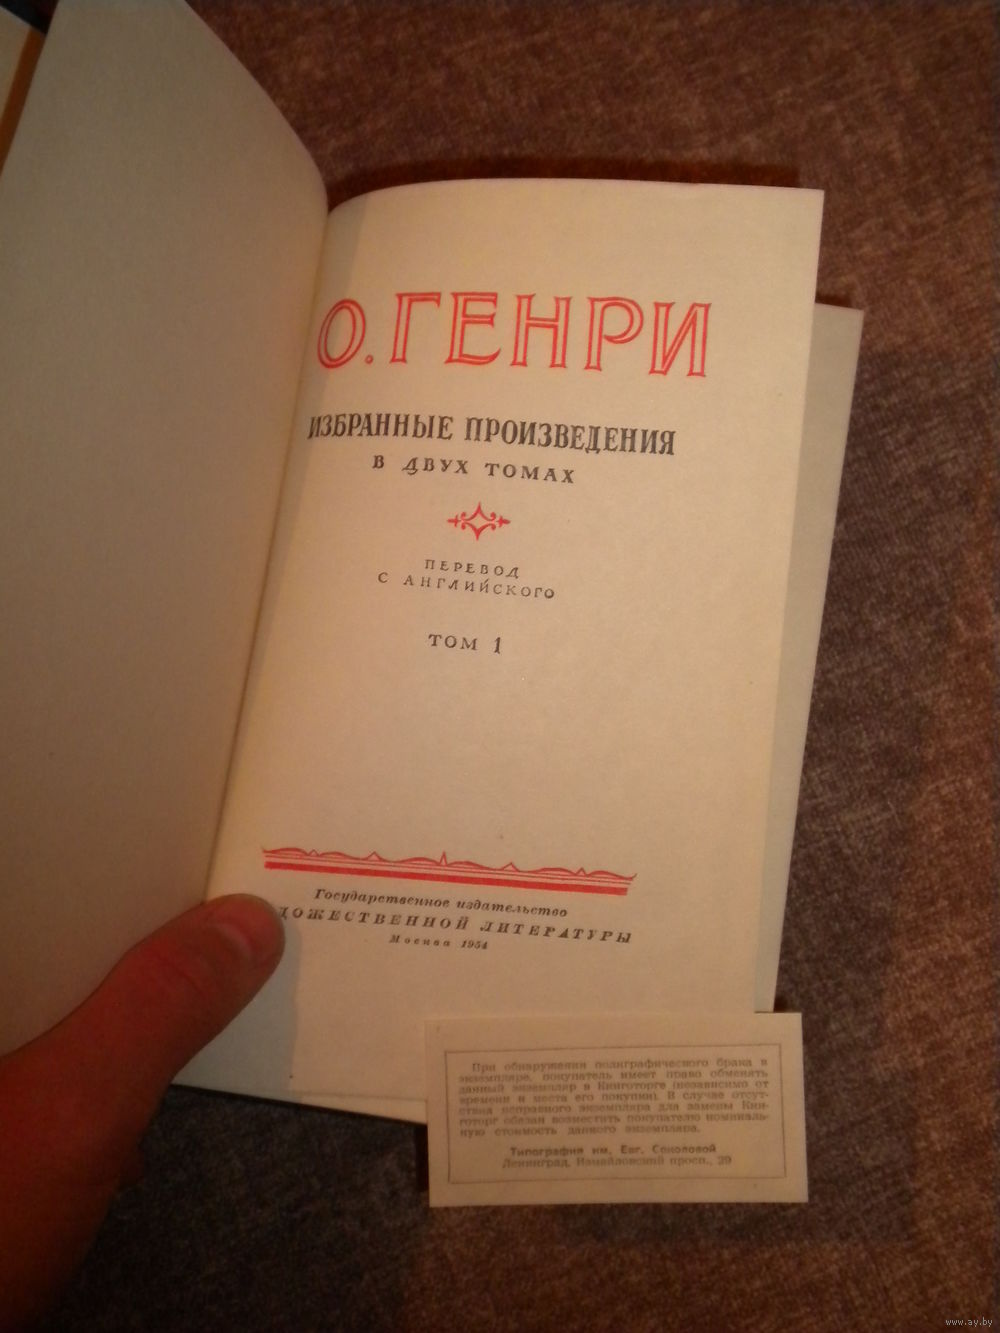 О. ГЕНРИ
ИЗБРАННЫЕ ПРОИЗВЕДЕНИЯ
В ДВУХ ТОМАХ
ПЕРЕВОД
С АНГЛИЙСКОГО
ТОМ 1
Государственное издательство
ДОЖЕСТВЕННОЙ ЛИТЕРАТУРЫ
Москва 1954
При обнаружении полиграфического брака в
экземпляре, покупатель имеет право обменять
данный экземпляр в Книготорге (независимо от
времени и места его покупки). В случае отсут-
ствия исправного экземпляра для замены Кни-
готорг обязан возместить покупателю номиналь-
ную стоимость данного экземпляра.
Типография им. Евг. Соколовой
Ленинград, Измайловский просп., 29
www.ay.by